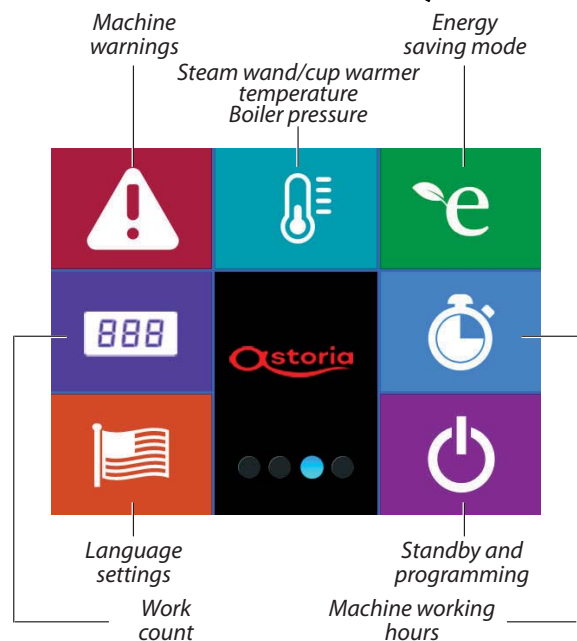 Machine
warnings
Energy
saving mode
Steam wand/cup warmer
temperature
Boiler pressure
e
888
astoria
Language
settings
Standby and
programming
Work
count
Machine working
hours